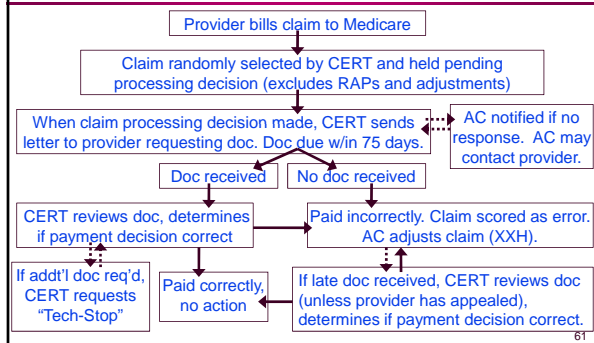 Provider bills claim to Medicare
Claim randomly selected by CERT and held pending
processing decision (excludes RAPs and adjustments)
When claim processing decision made, CERT sends
letter to provider requesting doc. Doc due w/in 75 days.
AC notified if no
response.  AC may
contact provider.
Doc received
No doc received
CERT reviews doc, determines
if payment decision correct
Paid incorrectly. Claim scored as error.
AC adjusts claim (XXH).
If addt'l doc req'd,
CERT requests
"Tech-Stop"
Paid correctly,
no action
If late doc received, CERT reviews doc
(unless provider has appealed),
determines if payment decision correct.
61